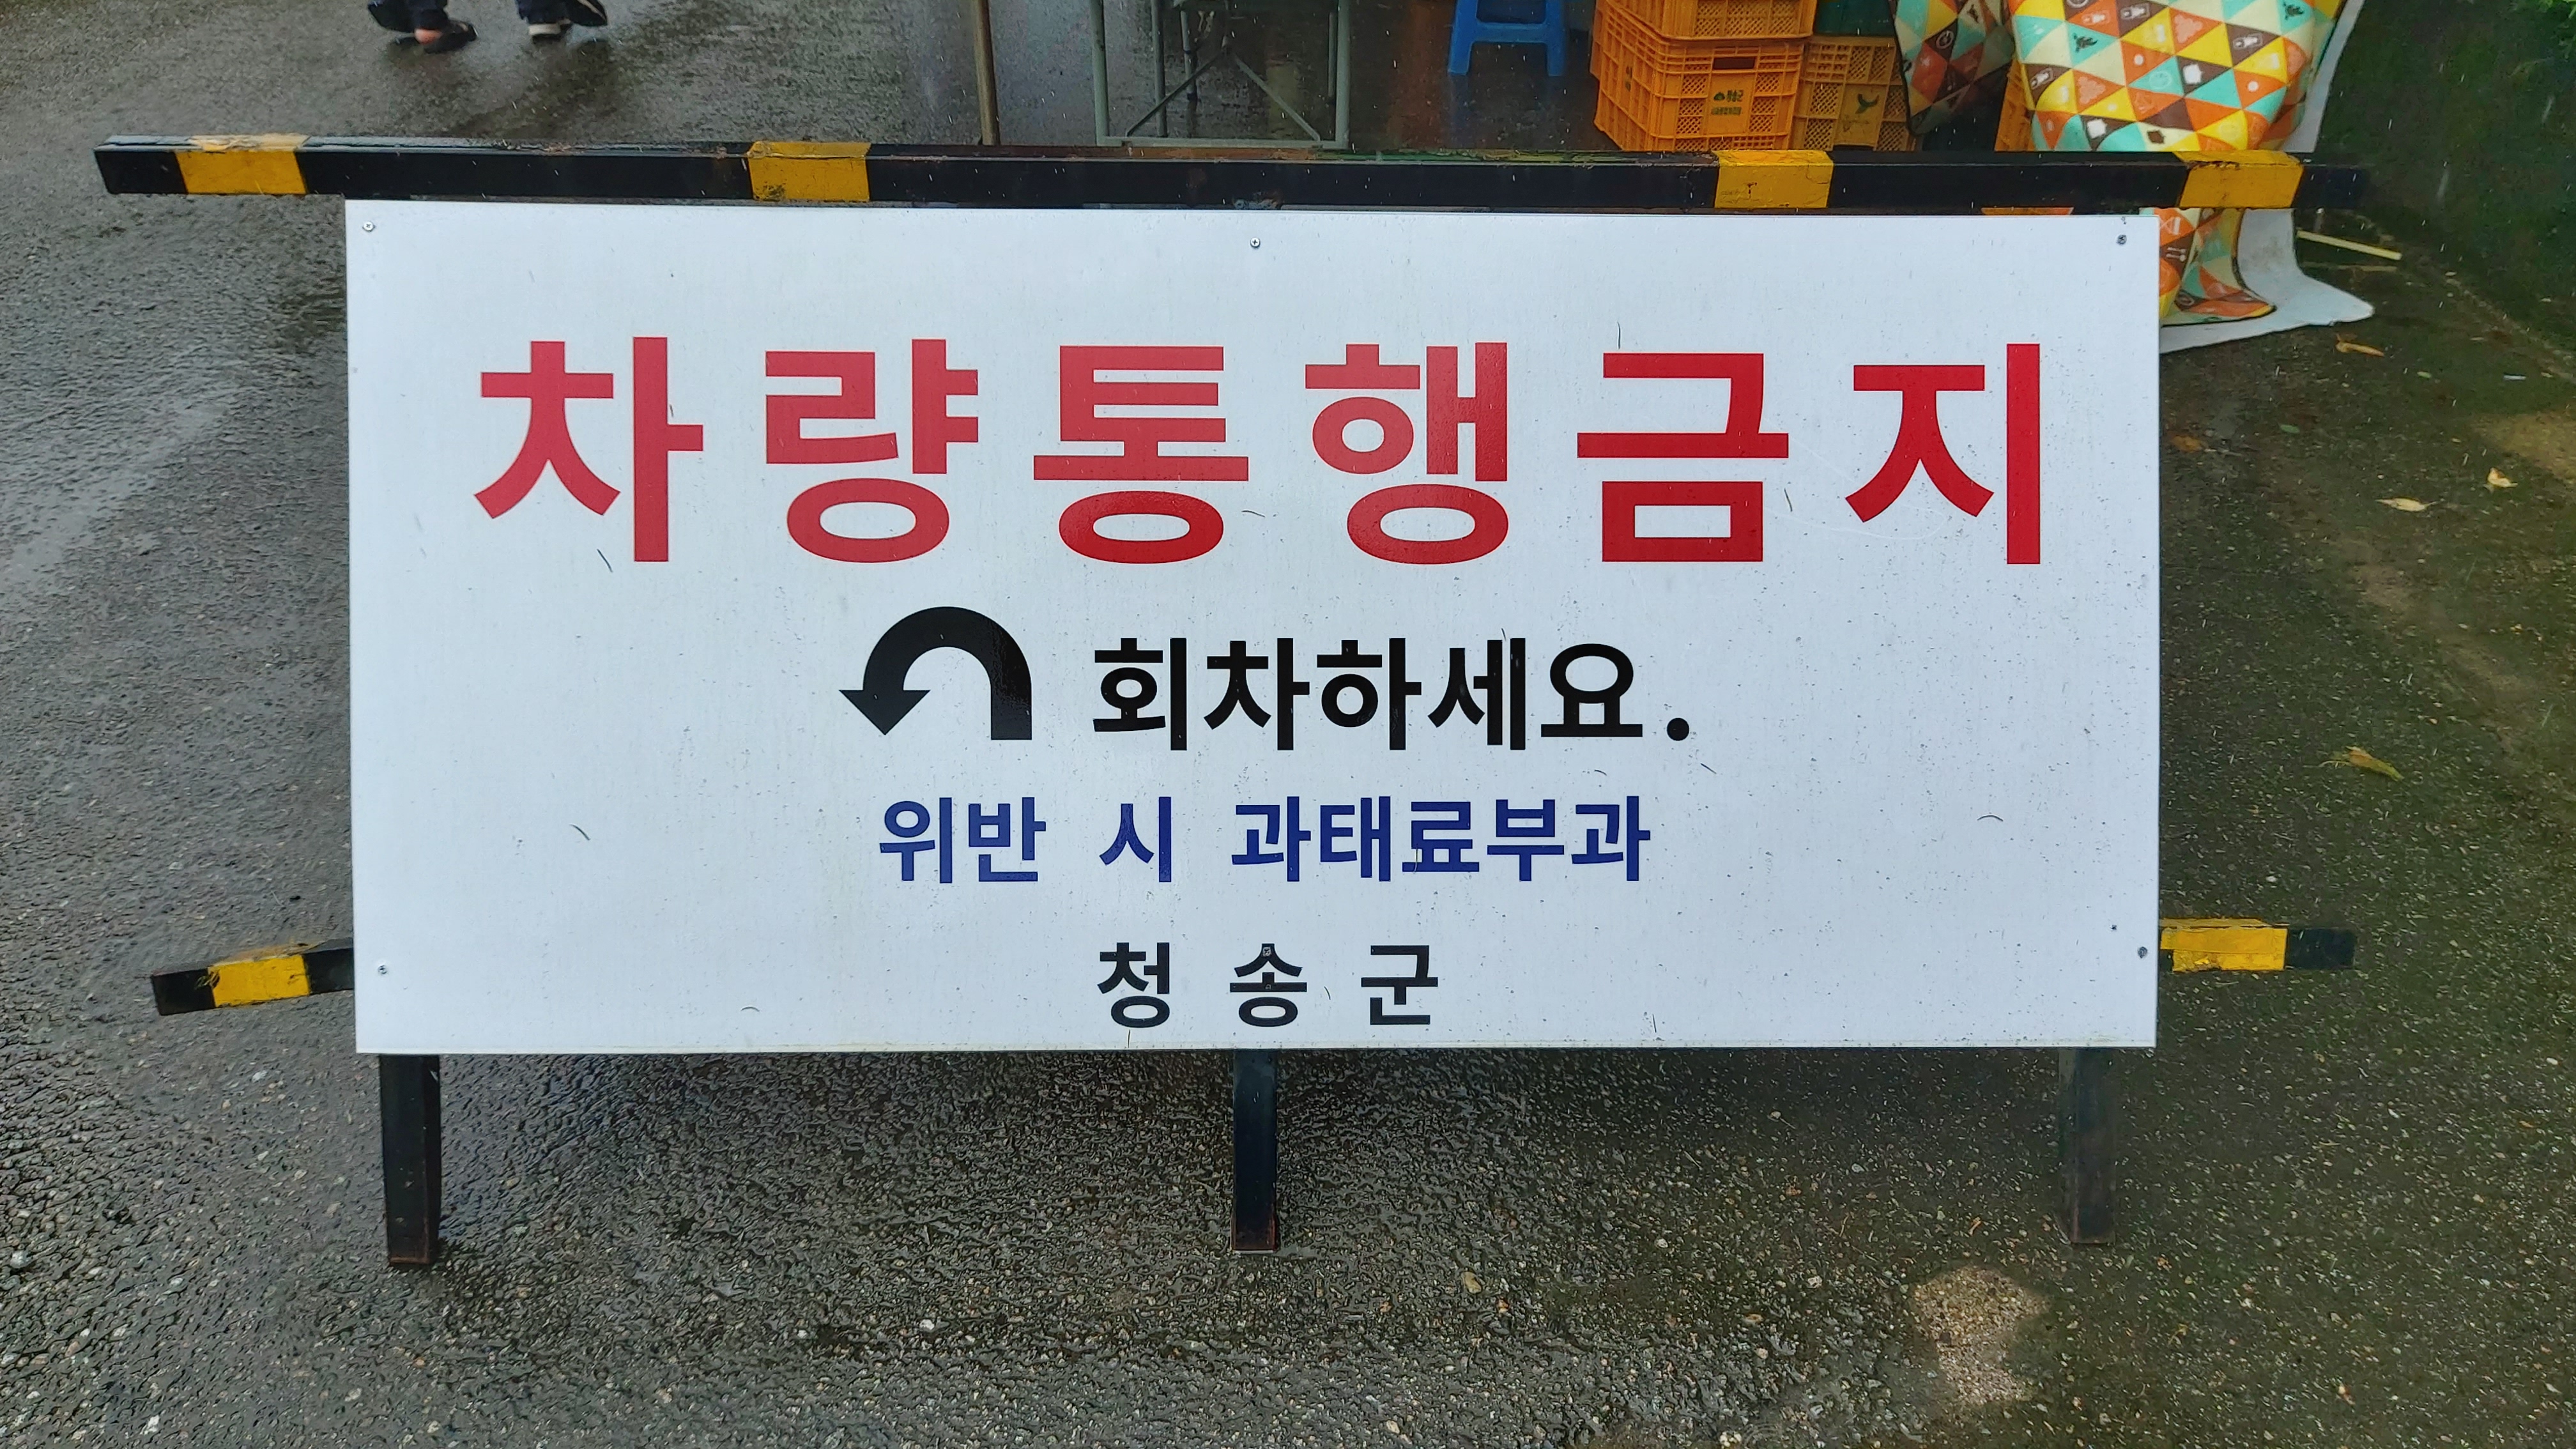 차량통행금지
회차하세요.
위반 시 과태료부과
청송군